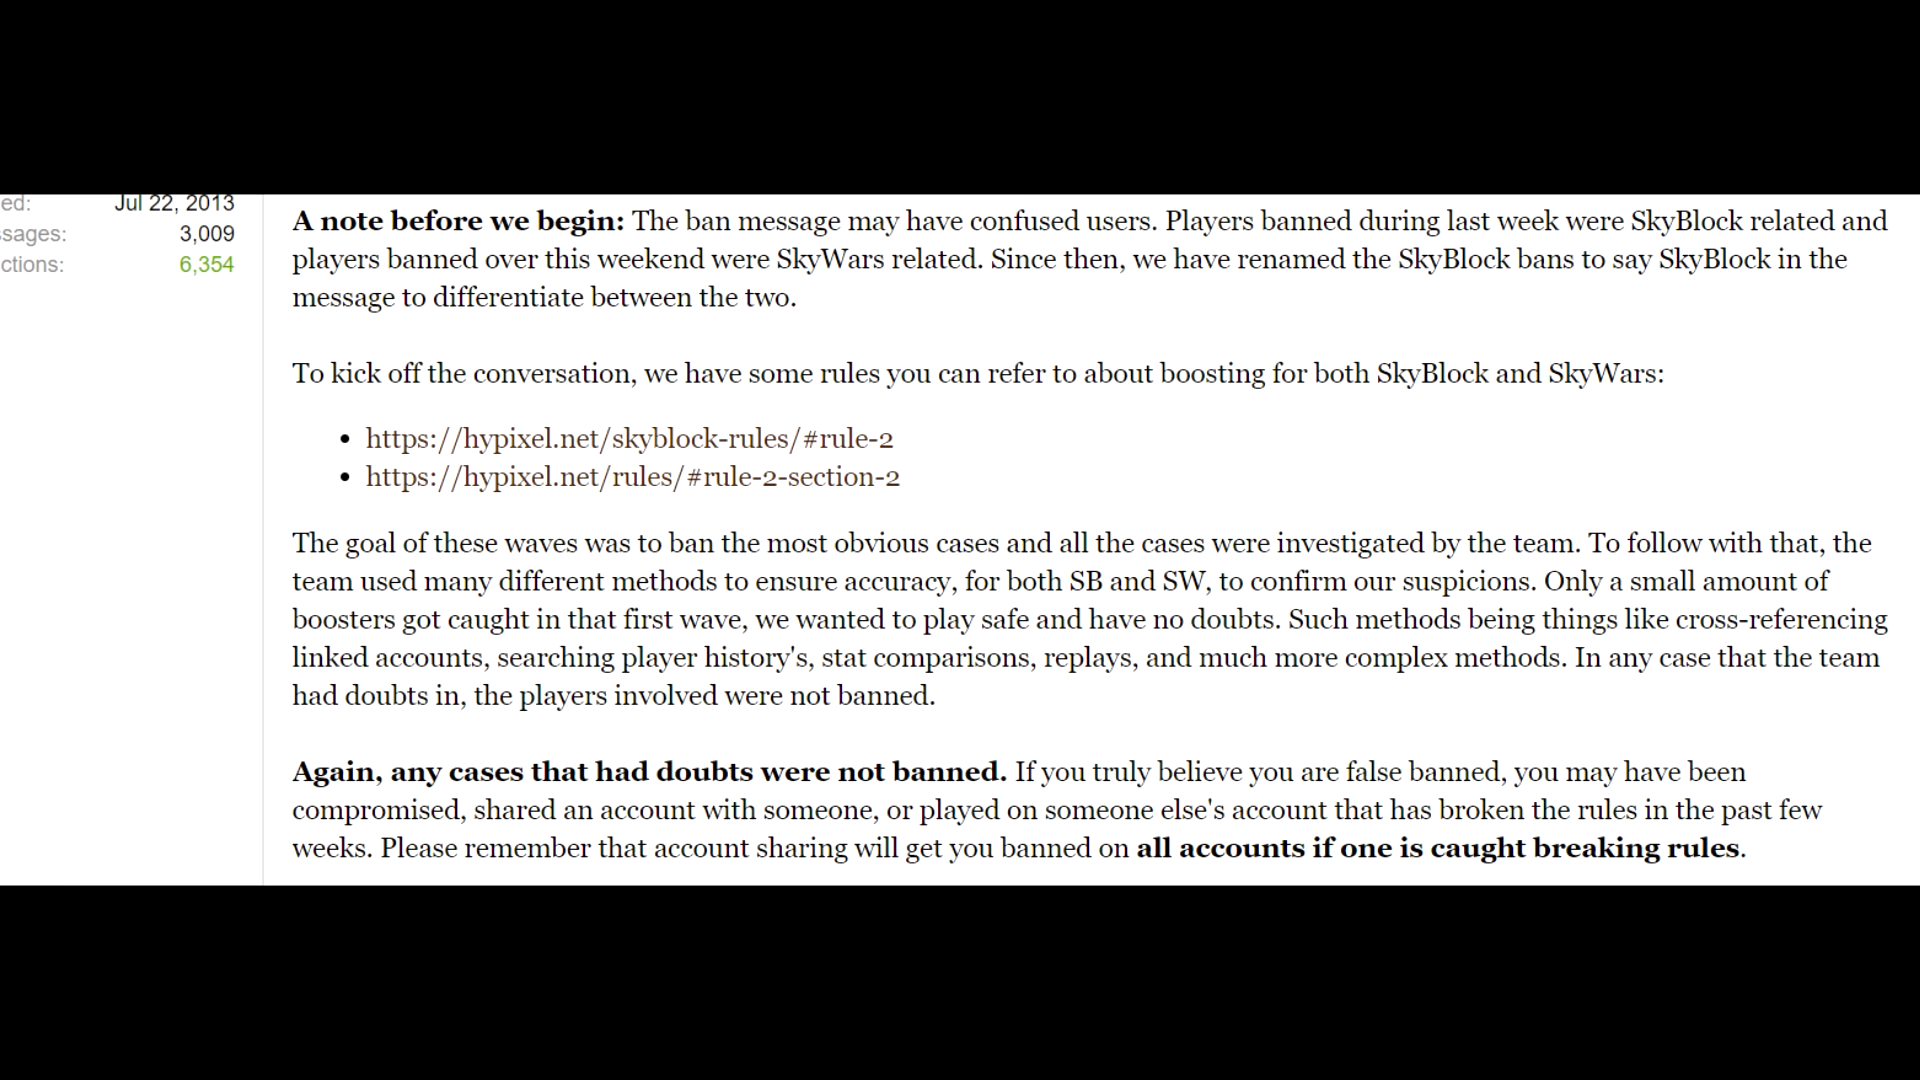 ed: Jul 22, 2013
ssages: 3,009
ctions: 6,354
A note before we begin: The ban message may have confused users. Players banned during last week were SkyBlock related and
players banned over this weekend were SkyWars related. Since then, we have renamed the SkyBlock bans to say SkyBlock in the
message to differentiate between the two.
To kick off the conversation, we have some rules you can refer to about boosting for both SkyBlock and SkyWars:
• https://hypixel.net/skyblock-rules/#rule-2
• https://hypixel.net/rules/#rule-2-section-2
The goal of these waves was to ban the most obvious cases and all the cases were investigated by the team. To follow with that, the
team used many different methods to ensure accuracy, for both SB and SW, to confirm our suspicions. Only a small amount of
boosters got caught in that first wave, we wanted to play safe and have no doubts. Such methods being things like cross-referencing
linked accounts, searching player history's, stat comparisons, replays, and much more complex methods. In any case that the team
had doubts in, the players involved were not banned.
Again, any cases that had doubts were not banned. If you truly believe you are false banned, you may have been
compromised, shared an account with someone, or played on someone else's account that has broken the rules in the past few
weeks. Please remember that account sharing will get you banned on all accounts if one is caught breaking rules.